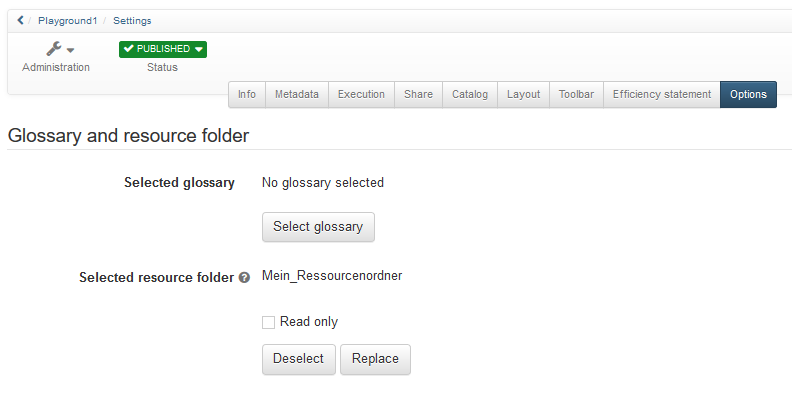 Playground1 / Settings
Administration
PUBLISHED
Status
Info Metadata Execution Share Catalog Layout Toolbar Efficiency statement Options
Glossary and resource folder
Selected glossary No glossary selected
Select glossary
Selected resource folder ? Mein_Ressourcenordner
Read only
Deselect Replace